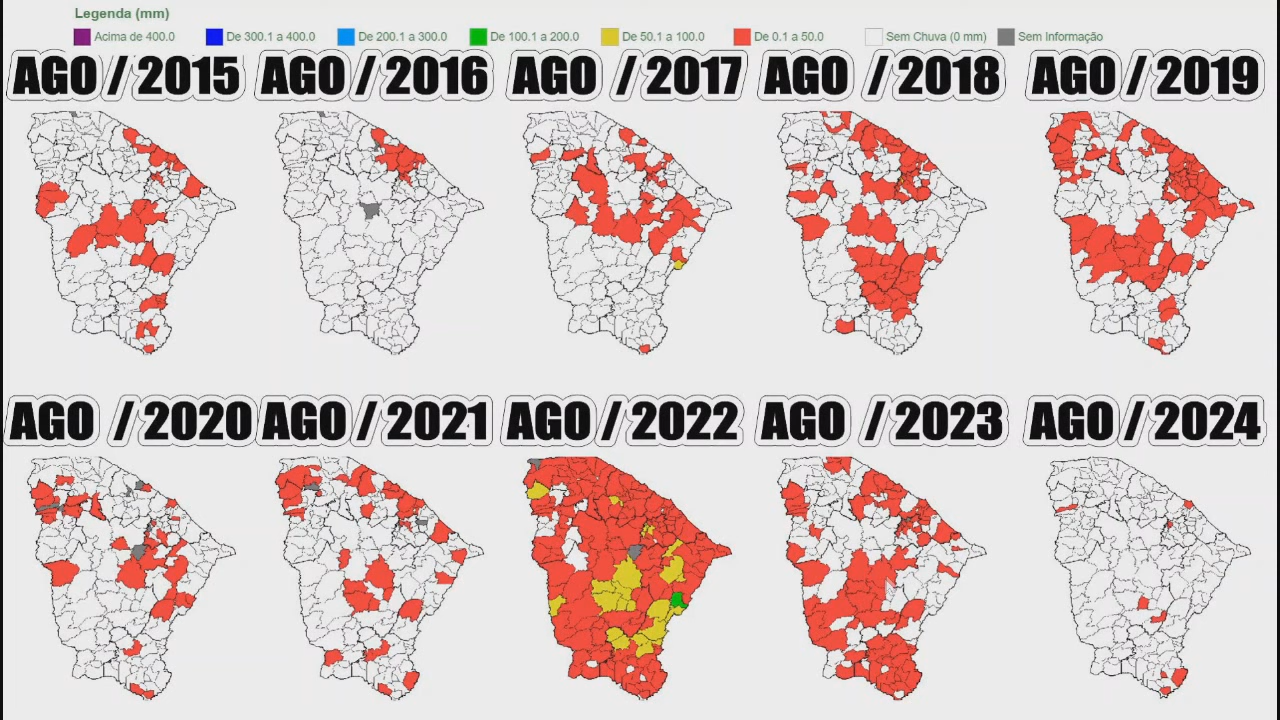 Legenda (mm)
Acima de 400.0 De 300.1 a 400.0 De 200.1 a 300.0 De 100.1 a 200.0 De 50.1 a 100.0 De 0.1 a 50.0 Sem Chuva (0 mm) Sem Informação
AGO / 2015 AGO / 2016 AGO / 2017 AGO / 2018 AGO / 2019
AGO / 2020 AGO / 2021 AGO / 2022 AGO / 2023 AGO / 2024